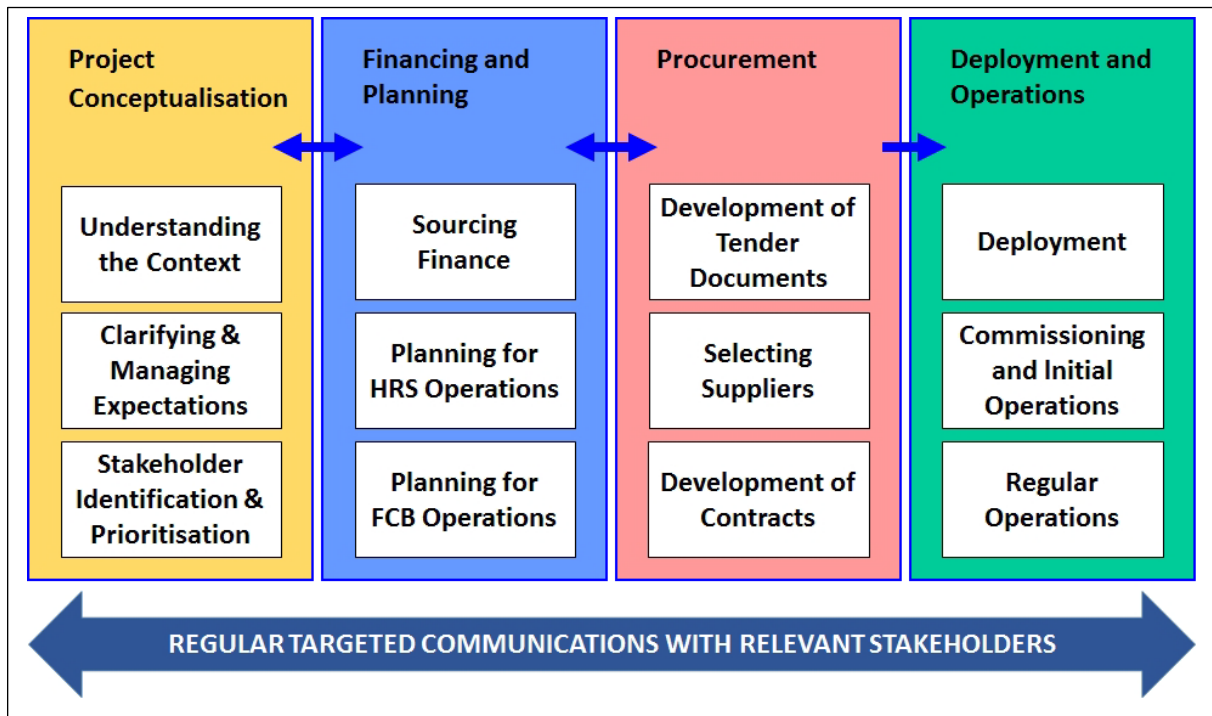 Project
Conceptualisation
Understanding
the Context
Clarifying &
Managing
Expectations
Stakeholder
Identification &
Prioritisation
Financing and
Planning
Sourcing
Finance
Planning for
HRS Operations
Planning for
FCB Operations
Procurement
Development of
Tender
Documents
Selecting
Suppliers
Development of
Contracts
Deployment and
Operations
Deployment
Commissioning
and Initial
Operations
Regular
Operations
REGULAR TARGETED COMMUNICATIONS WITH RELEVANT STAKEHOLDERS